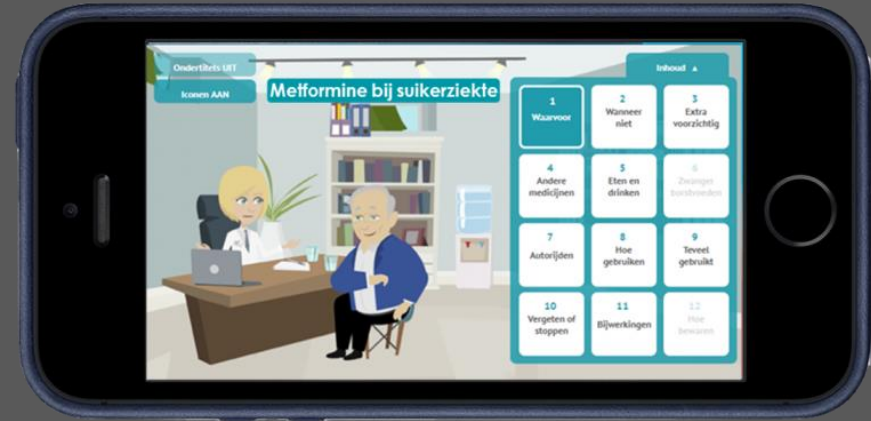 Ondertitels UIT
Iconen AAN
Metformine bij suikerziekte
Inhoud ▲
1
Waarvoor
2
Wanneer
niet
3
Extra
voorzichtig
4
Andere
medicijnen
5
Eten en
drinken
6
Zwanger
borstvoeden
7
Autorijden
8
Hoe
gebruiken
9
Teveel
gebruikt
10
Vergeten of
stoppen
11
Bijwerkingen
12
Hoe
bewaren